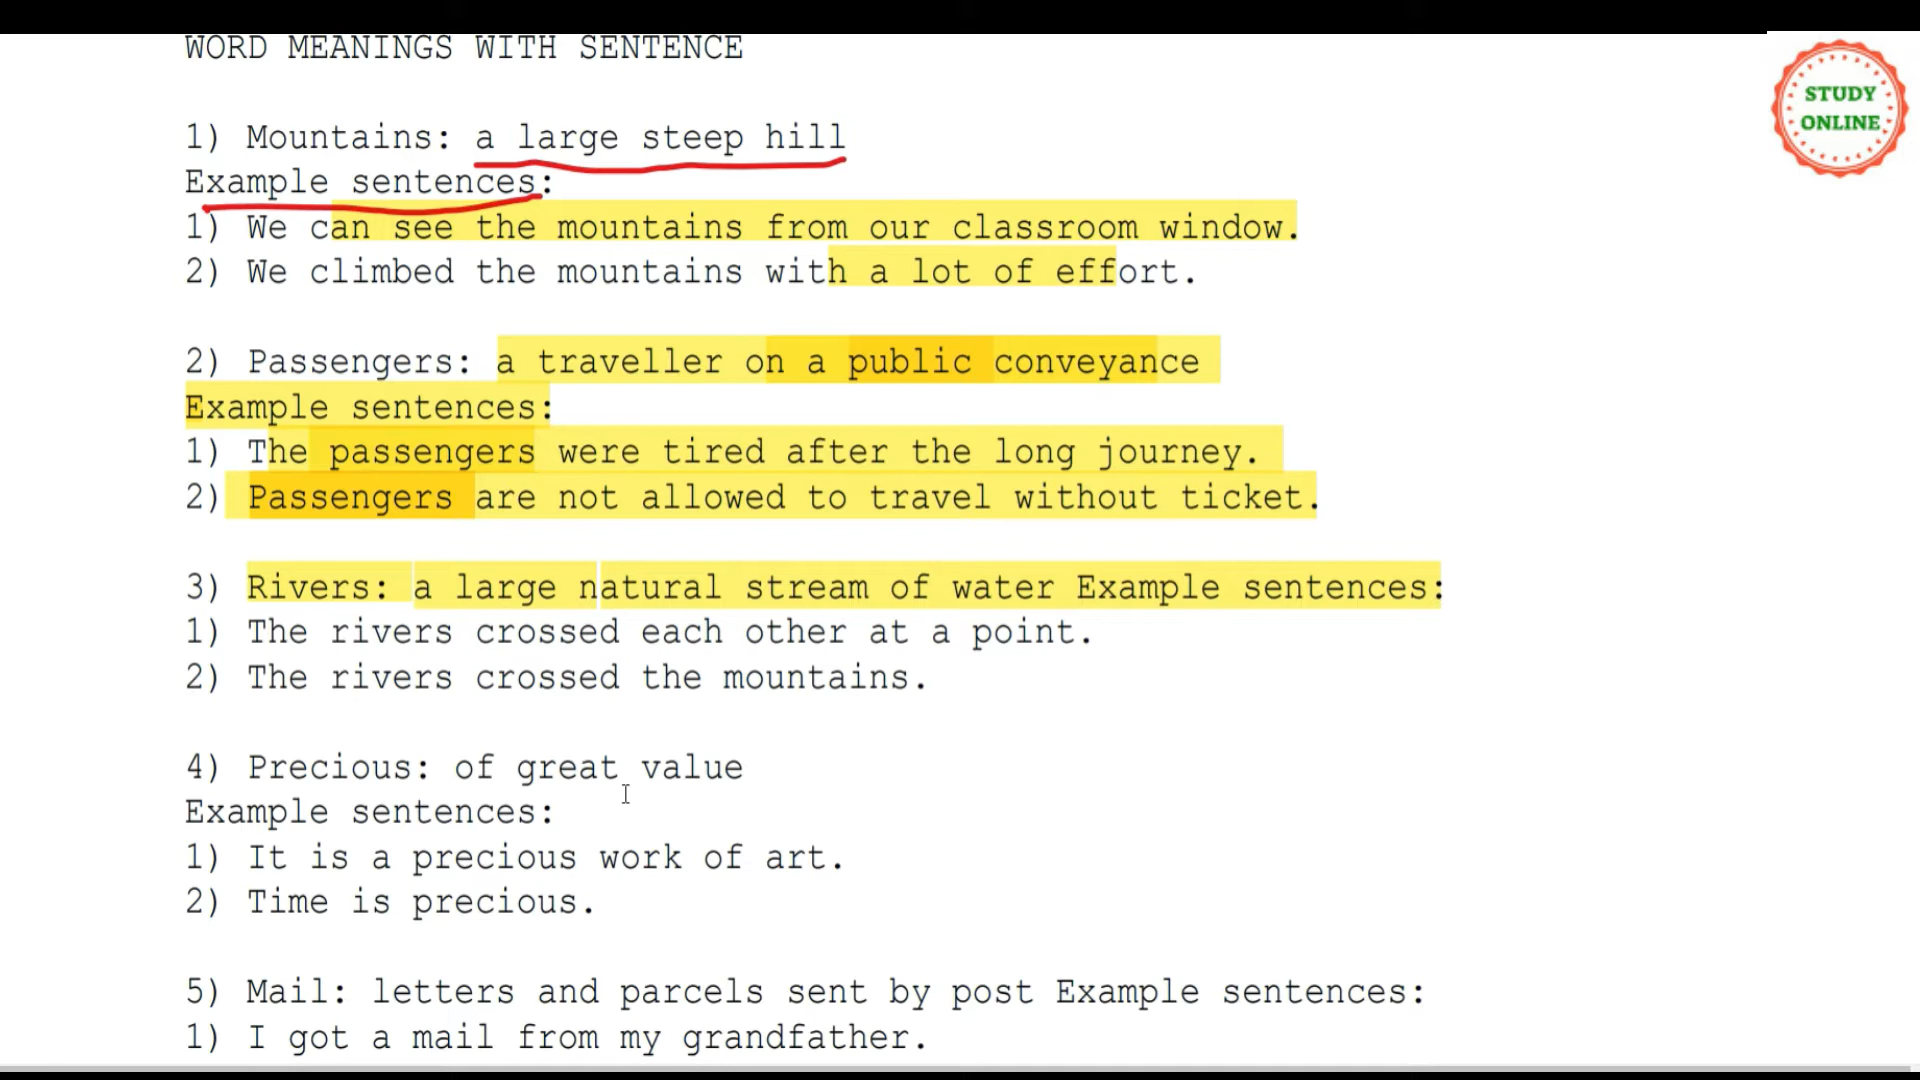 WORD MEANINGS WITH SENTENCE
STUDY
ONLINE
1) Mountains: a large steep hill
Example sentences:
1) We can see the mountains from our classroom window.
2) We climbed the mountains with a lot of effort.
2) Passengers: a traveller on a public conveyance
Example sentences:
1) The passengers were tired after the long journey.
2) Passengers are not allowed to travel without ticket.
3) Rivers: a large natural stream of water Example sentences:
1) The rivers crossed each other at a point.
2) The rivers crossed the mountains.
4) Precious: of great value
Example sentences:
1) It is a precious work of art.
2) Time is precious.
5) Mail: letters and parcels sent by post Example sentences:
1) I got a mail from my grandfather.